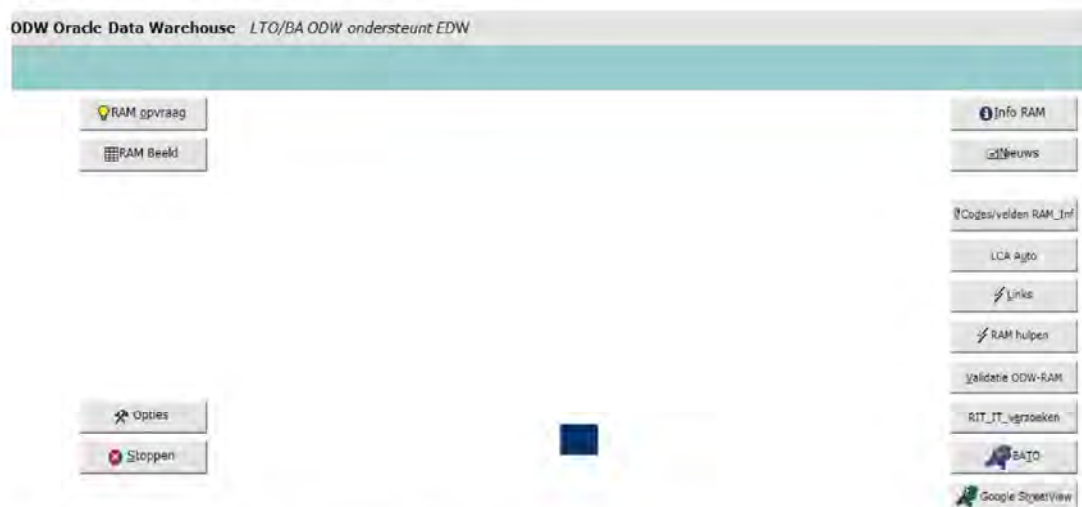 ODW Oracle Data Warehouse LTO/BA ODW ondersteunt EDW
RAM opvraag
RAM Beeld
Opties
Stoppen
Info RAM
Nieuws
Codes/velden RAM_Inf
LCA Auto
Links
RAM hulpen
Validatie ODW-RAM
RIT_IT_verzoeken
BATO
Google StreetView